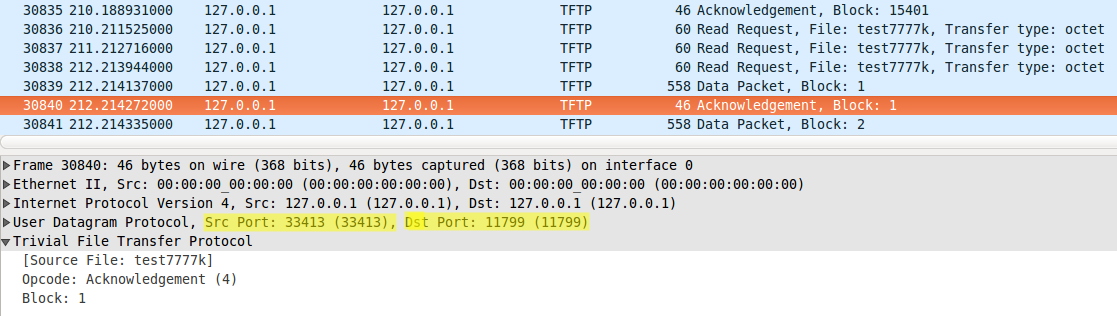 30835 210.188931000 127.0.0.1 127.0.0.1 TFTP 46 Acknowledgement, Block: 15401
30836 210.211525000 127.0.0.1 127.0.0.1 TFTP 60 Read Request, File: test7777k, Transfer type: octet
30837 211.212716000 127.0.0.1 127.0.0.1 TFTP 60 Read Request, File: test7777k, Transfer type: octet
30838 212.213944000 127.0.0.1 127.0.0.1 TFTP 60 Read Request, File: test7777k, Transfer type: octet
30839 212.214137000 127.0.0.1 127.0.0.1 TFTP 558 Data Packet, Block: 1
30840 212.214272000 127.0.0.1 127.0.0.1 TFTP 46 Acknowledgement, Block: 1
30841 212.214335000 127.0.0.1 127.0.0.1 TFTP 558 Data Packet, Block: 2
Frame 30840: 46 bytes on wire (368 bits), 46 bytes captured (368 bits) on interface 0
Ethernet II, Src: 00:00:00_00:00:00 (00:00:00:00:00:00), Dst: 00:00:00_00:00:00 (00:00:00:00:00:00)
Internet Protocol Version 4, Src: 127.0.0.1 (127.0.0.1), Dst: 127.0.0.1 (127.0.0.1)
User Datagram Protocol, Src Port: 33413 (33413), Dst Port: 11799 (11799)
Trivial File Transfer Protocol
[Source File: test7777k]
Opcode: Acknowledgement (4)
Block: 1